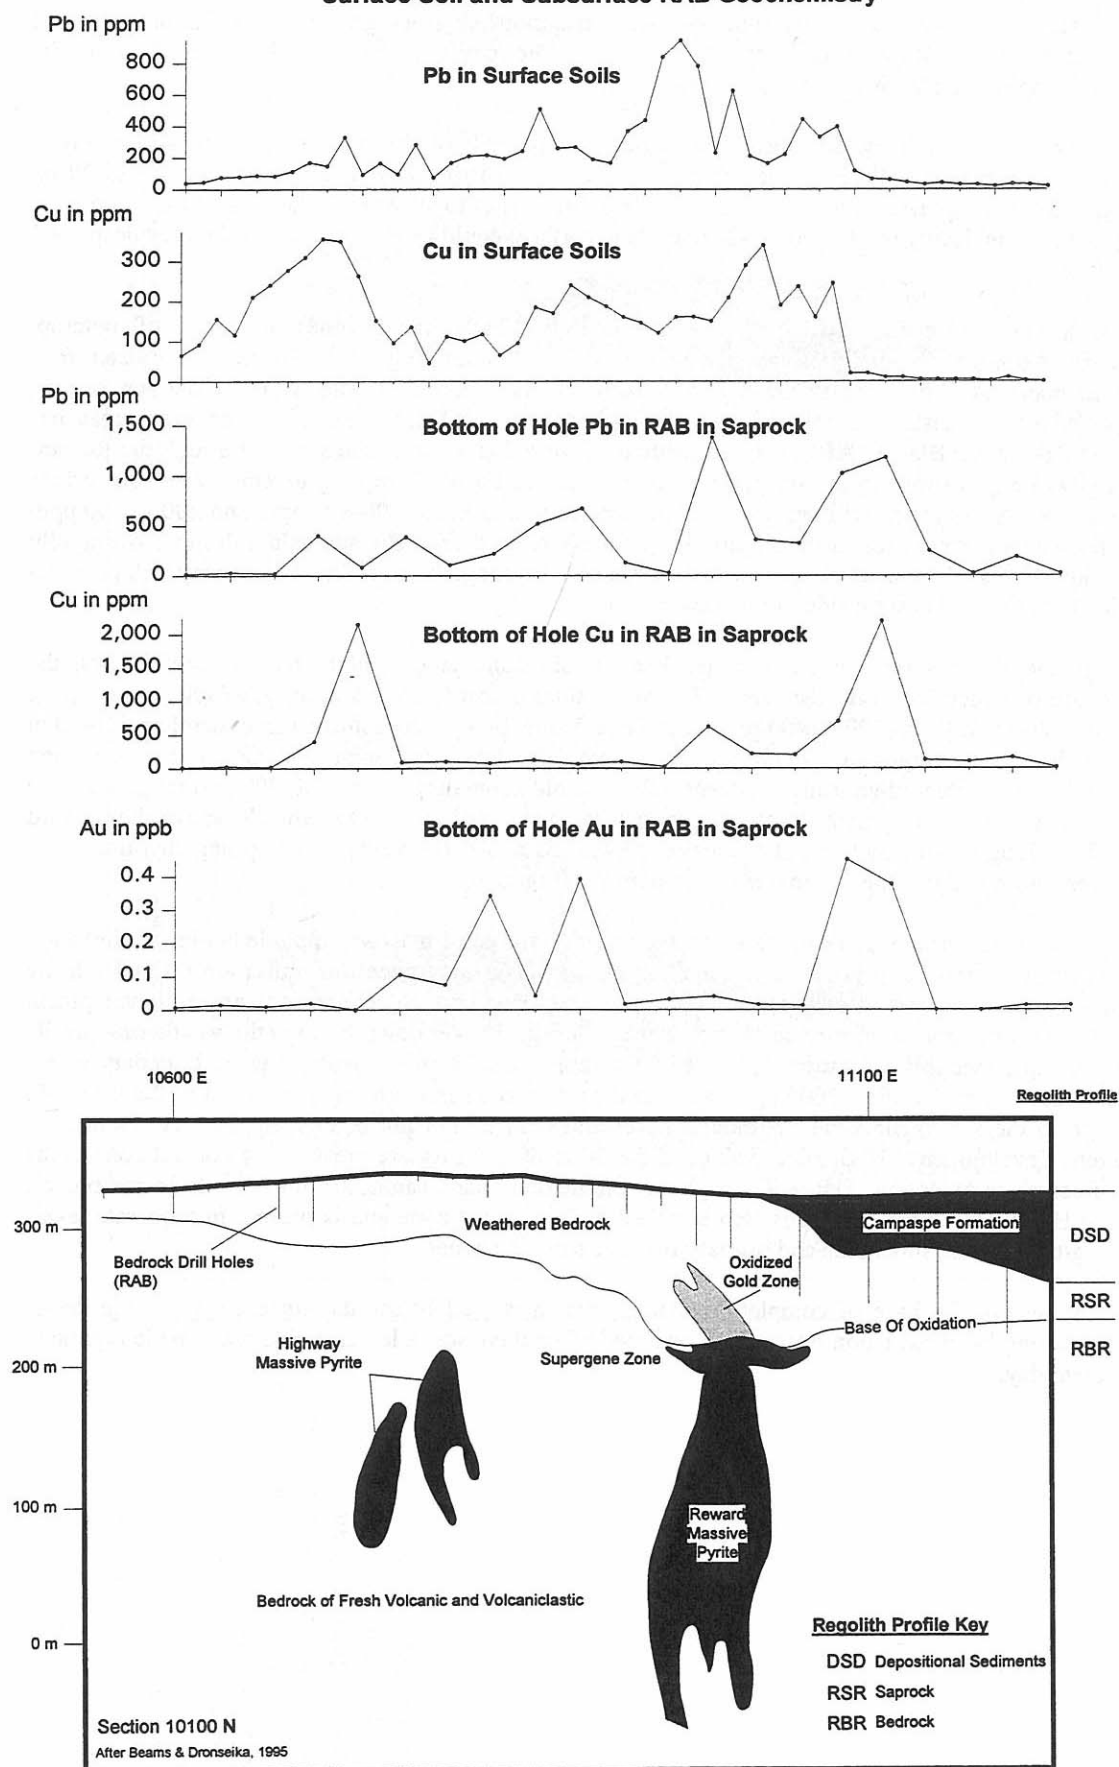 Surface Soil and Subsurface RAB Geochemistry
Pb in ppm
Pb in Surface Soils
800
600
400
200
0
Cu in ppm
Cu in Surface Soils
300
200
100
0
Pb in ppm
Bottom of Hole Pb in RAB in Saprock
1,500
1,000
500
0
Cu in ppm
Bottom of Hole Cu in RAB in Saprock
2,000
1,500
1,000
500
0
Au in ppb
Bottom of Hole Au in RAB in Saprock
0.4
0.3
0.2
0.1
0
10600 E
11100 E
Regolith Profile
300 m
Weathered Bedrock
Campaspe Formation
DSD
Bedrock Drill Holes
(RAB)
Oxidized
Gold Zone
RSR
Base Of Oxidation
RBR
Highway
Massive Pyrite
Supergene Zone
200 m
100 m
Reward
Massive
Pyrite
Bedrock of Fresh Volcanic and Volcaniclastic
0 m
Regolith Profile Key
DSD Depositional Sediments
RSR Saprock
RBR Bedrock
Section 10100 N
After Beams & Dronseika, 1995